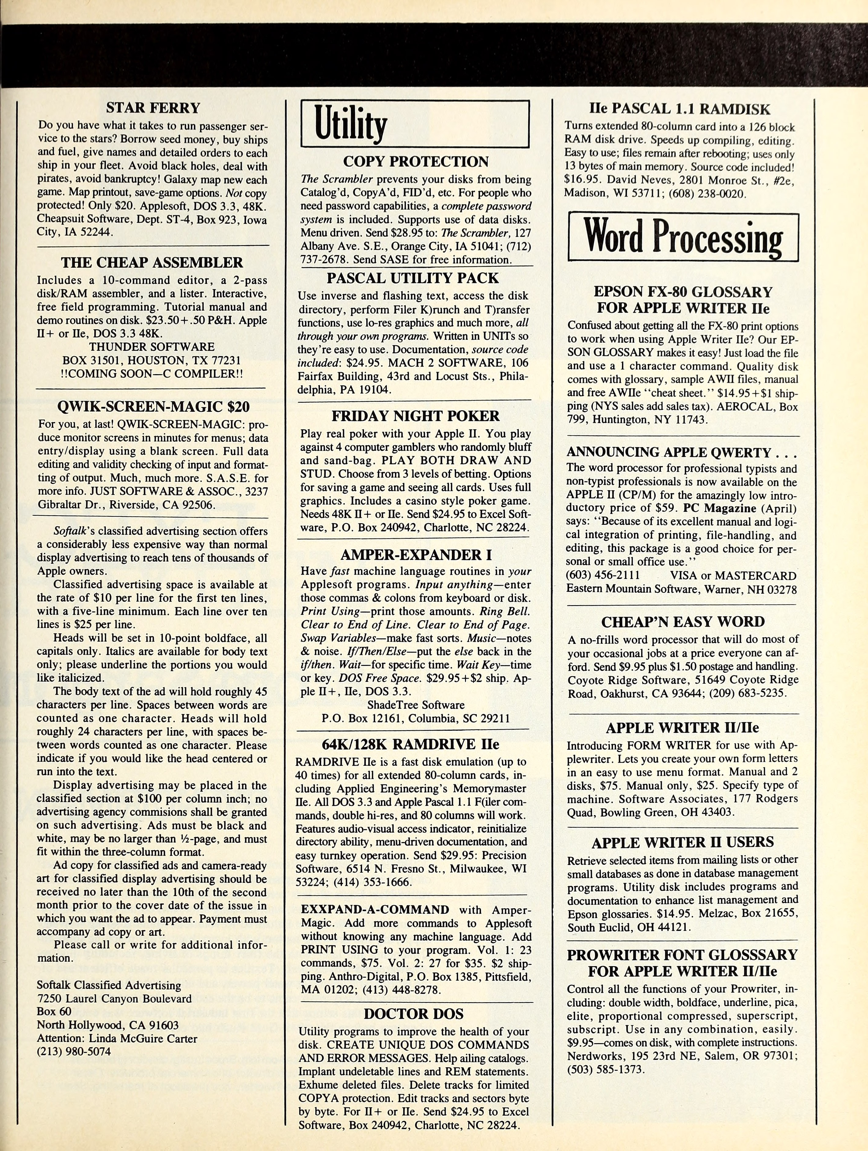 STAR FERRY
Do you have what it takes to run passenger ser-
vice to the stars? Borrow seed money, buy ships
and fuel, give names and detailed orders to each
ship in your fleet. Avoid black holes, deal with
pirates, avoid bankruptcy! Galaxy map new each
game. Map printout, save-game options. Not copy
protected! Only $20. Applesoft, DOS 3.3, 48K.
Cheapsuit Software, Dept. ST-4, Box 923, Iowa
City, IA 52244.
THE CHEAP ASSEMBLER
Includes a 10-command editor, a 2-pass
disk/RAM assembler, and a lister. Interactive,
free field programming. Tutorial manual and
demo routines on disk. $23.50+.50 P&H. Apple
II+ or IIe, DOS 3.3 48K.
THUNDER SOFTWARE
BOX 31501, HOUSTON, TX 77231
!!COMING SOON—C COMPILER!!
QWIK-SCREEN-MAGIC $20
For you, at last! QWIK-SCREEN-MAGIC: pro-
duce monitor screens in minutes for menus; data
entry/display using a blank screen. Full data
editing and validity checking of input and format-
ting of output. Much, much more. S.A.S.E. for
more info. JUST SOFTWARE & ASSOC., 3237
Gibraltar Dr., Riverside, CA 92506.
Softalk's classified advertising section offers
a considerably less expensive way than normal
display advertising to reach tens of thousands of
Apple owners.
Classified advertising space is available at
the rate of $10 per line for the first ten lines,
with a five-line minimum. Each line over ten
lines is $25 per line.
Heads will be set in 10-point boldface, all
capitals only. Italics are available for body text
only; please underline the portions you would
like italicized.
The body text of the ad will hold roughly 45
characters per line. Spaces between words are
counted as one character. Heads will hold
roughly 24 characters per line, with spaces be-
tween words counted as one character. Please
indicate if you would like the head centered or
run into the text.
Display advertising may be placed in the
classified section at $100 per column inch; no
advertising agency commisions shall be granted
on such advertising. Ads must be black and
white, may be no larger than ½-page, and must
fit within the three-column format.
Ad copy for classified ads and camera-ready
art for classified display advertising should be
received no later than the 10th of the second
month prior to the cover date of the issue in
which you want the ad to appear. Payment must
accompany ad copy or art.
Please call or write for additional infor-
mation.
Softalk Classified Advertising
7250 Laurel Canyon Boulevard
Box 60
North Hollywood, CA 91603
Attention: Linda McGuire Carter
(213) 980-5074
Utility
COPY PROTECTION
The Scrambler prevents your disks from being
Catalog'd, CopyA'd, FID'd, etc. For people who
need password capabilities, a complete password
system is included. Supports use of data disks.
Menu driven. Send $28.95 to: The Scrambler, 127
Albany Ave. S.E., Orange City, IA 51041; (712)
737-2678. Send SASE for free information.
PASCAL UTILITY PACK
Use inverse and flashing text, access the disk
directory, perform Filer K)runch and T)ransfer
functions, use lo-res graphics and much more, all
through your own programs. Written in UNITs so
they're easy to use. Documentation, source code
included: $24.95. MACH 2 SOFTWARE, 106
Fairfax Building, 43rd and Locust Sts., Phila-
delphia, PA 19104.
FRIDAY NIGHT POKER
Play real poker with your Apple II. You play
against 4 computer gamblers who randomly bluff
and sand-bag. PLAY BOTH DRAW AND
STUD. Choose from 3 levels of betting. Options
for saving a game and seeing all cards. Uses full
graphics. Includes a casino style poker game.
Needs 48K II+ or IIe. Send $24.95 to Excel Soft-
ware, P.O. Box 240942, Charlotte, NC 28224.
AMPER-EXPANDER I
Have fast machine language routines in your
Applesoft programs. Input anything—enter
those commas & colons from keyboard or disk.
Print Using—print those amounts. Ring Bell.
Clear to End of Line. Clear to End of Page.
Swap Variables—make fast sorts. Music—notes
& noise. If/Then/Else—put the else back in the
if/then. Wait—for specific time. Wait Key—time
or key. DOS Free Space. $29.95+$2 ship. Ap-
ple II+, IIe, DOS 3.3.
ShadeTree Software
P.O. Box 12161, Columbia, SC 29211
64K/128K RAMDRIVE IIe
RAMDRIVE IIe is a fast disk emulation (up to
40 times) for all extended 80-column cards, in-
cluding Applied Engineering's Memorymaster
IIe. All DOS 3.3 and Apple Pascal 1.1 F(iler com-
mands, double hi-res, and 80 columns will work.
Features audio-visual access indicator, reinitialize
directory ability, menu-driven documentation, and
easy turnkey operation. Send $29.95: Precision
Software, 6514 N. Fresno St., Milwaukee, WI
53224; (414) 353-1666.
EXXPAND-A-COMMAND with Amper-
Magic. Add more commands to Applesoft
without knowing any machine language. Add
PRINT USING to your program. Vol. 1: 23
commands, $75. Vol. 2: 27 for $35. $2 ship-
ping. Anthro-Digital, P.O. Box 1385, Pittsfield,
MA 01202; (413) 448-8278.
DOCTOR DOS
Utility programs to improve the health of your
disk. CREATE UNIQUE DOS COMMANDS
AND ERROR MESSAGES. Help ailing catalogs.
Implant undeletable lines and REM statements.
Exhume deleted files. Delete tracks for limited
COPYA protection. Edit tracks and sectors byte
by byte. For II+ or IIe. Send $24.95 to Excel
Software, Box 240942, Charlotte, NC 28224.
IIe PASCAL 1.1 RAMDISK
Turns extended 80-column card into a 126 block
RAM disk drive. Speeds up compiling, editing.
Easy to use; files remain after rebooting; uses only
13 bytes of main memory. Source code included!
$16.95. David Neves, 2801 Monroe St., #2e,
Madison, WI 53711; (608) 238-0020.
Word Processing
EPSON FX-80 GLOSSARY
FOR APPLE WRITER IIe
Confused about getting all the FX-80 print options
to work when using Apple Writer IIe? Our EP-
SON GLOSSARY makes it easy! Just load the file
and use a 1 character command. Quality disk
comes with glossary, sample AWII files, manual
and free AWIIe "cheat sheet." $14.95+$1 ship-
ping (NYS sales add sales tax). AEROCAL, Box
799, Huntington, NY 11743.
ANNOUNCING APPLE QWERTY . . .
The word processor for professional typists and
non-typist professionals is now available on the
APPLE II (CP/M) for the amazingly low intro-
ductory price of $59. PC Magazine (April)
says: "Because of its excellent manual and logi-
cal integration of printing, file-handling, and
editing, this package is a good choice for per-
sonal or small office use."
(603) 456-2111 VISA or MASTERCARD
Eastern Mountain Software, Warner, NH 03278
CHEAP'N EASY WORD
A no-frills word processor that will do most of
your occasional jobs at a price everyone can af-
ford. Send $9.95 plus $1.50 postage and handling.
Coyote Ridge Software, 51649 Coyote Ridge
Road, Oakhurst, CA 93644; (209) 683-5235.
APPLE WRITER II/IIe
Introducing FORM WRITER for use with Ap-
plewriter. Lets you create your own form letters
in an easy to use menu format. Manual and 2
disks, $75. Manual only, $25. Specify type of
machine. Software Associates, 177 Rodgers
Quad, Bowling Green, OH 43403.
APPLE WRITER II USERS
Retrieve selected items from mailing lists or other
small databases as done in database management
programs. Utility disk includes programs and
documentation to enhance list management and
Epson glossaries. $14.95. Melzac, Box 21655,
South Euclid, OH 44121.
PROWRITER FONT GLOSSSARY
FOR APPLE WRITER II/IIe
Control all the functions of your Prowriter, in-
cluding: double width, boldface, underline, pica,
elite, proportional compressed, superscript,
subscript. Use in any combination, easily.
$9.95—comes on disk, with complete instructions.
Nerdworks, 195 23rd NE, Salem, OR 97301;
(503) 585-1373.